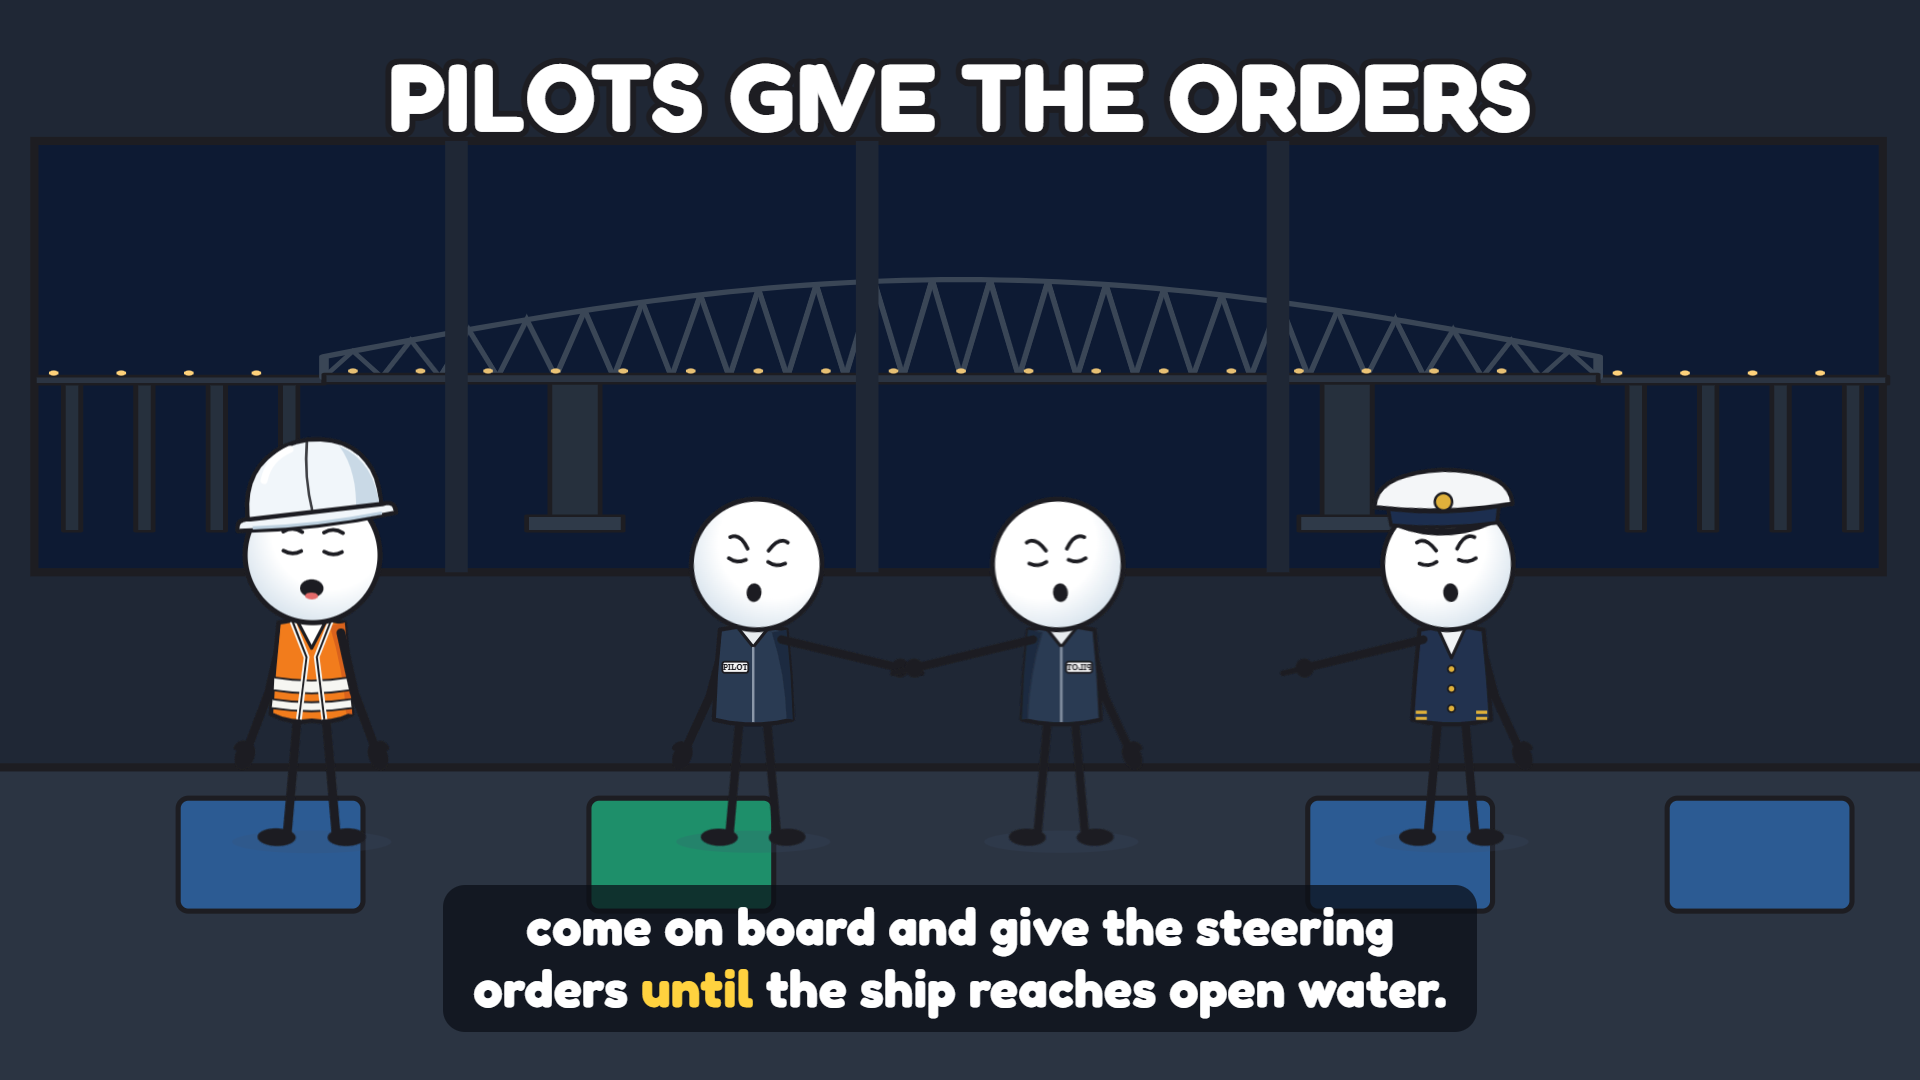 PILOTS GIVE THE ORDERS
PILOT
come on board and give the steering
orders until the ship reaches open water.